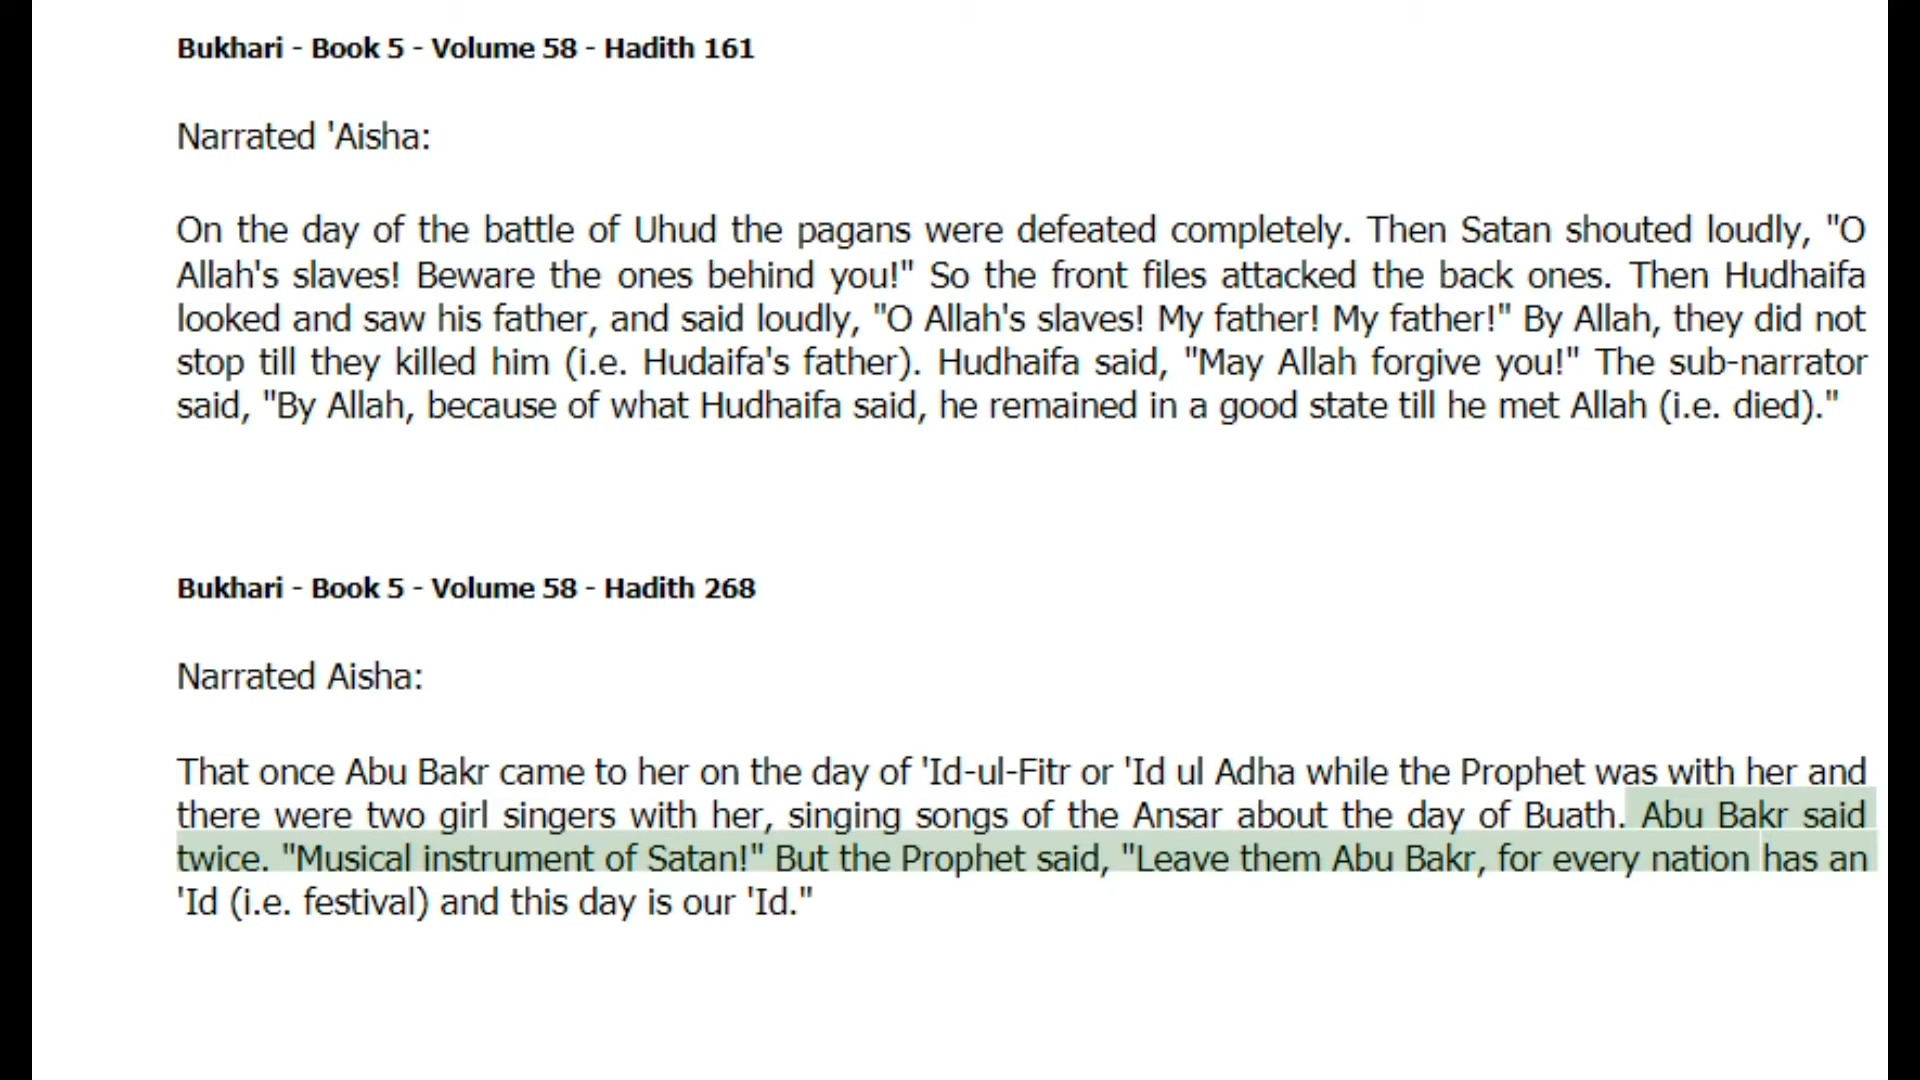 Bukhari - Book 5 - Volume 58 - Hadith 161
Narrated 'Aisha:
On the day of the battle of Uhud the pagans were defeated completely. Then Satan shouted loudly, "O
Allah's slaves! Beware the ones behind you!" So the front files attacked the back ones. Then Hudhaifa
looked and saw his father, and said loudly, "O Allah's slaves! My father! My father!" By Allah, they did not
stop till they killed him (i.e. Hudaifa's father). Hudhaifa said, "May Allah forgive you!" The sub-narrator
said, "By Allah, because of what Hudhaifa said, he remained in a good state till he met Allah (i.e. died)."
Bukhari - Book 5 - Volume 58 - Hadith 268
Narrated Aisha:
That once Abu Bakr came to her on the day of 'Id-ul-Fitr or 'Id ul Adha while the Prophet was with her and
there were two girl singers with her, singing songs of the Ansar about the day of Buath. Abu Bakr said
twice. "Musical instrument of Satan!" But the Prophet said, "Leave them Abu Bakr, for every nation has an
'Id (i.e. festival) and this day is our 'Id."